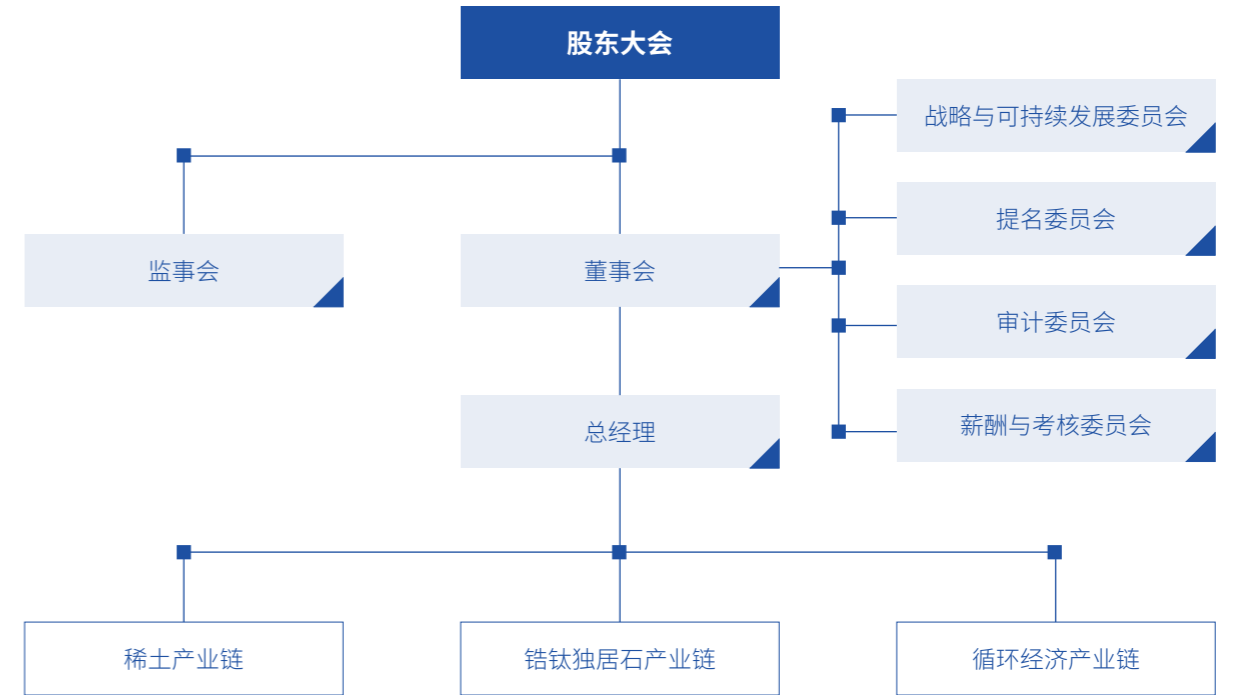 股东大会
战略与可持续发展委员会
提名委员会
监事会
董事会
审计委员会
总经理
薪酬与考核委员会
稀土产业链
锆钛独居石产业链
循环经济产业链